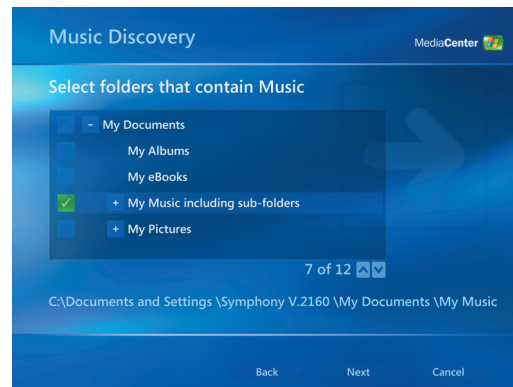 Music Discovery
MediaCenter
Select folders that contain Music
- My Documents
My Albums
My eBooks
+ My Music including sub-folders
+ My Pictures
7 of 12
C:\Documents and Settings \Symphony V.2160 \My Documents \My Music
Back Next Cancel